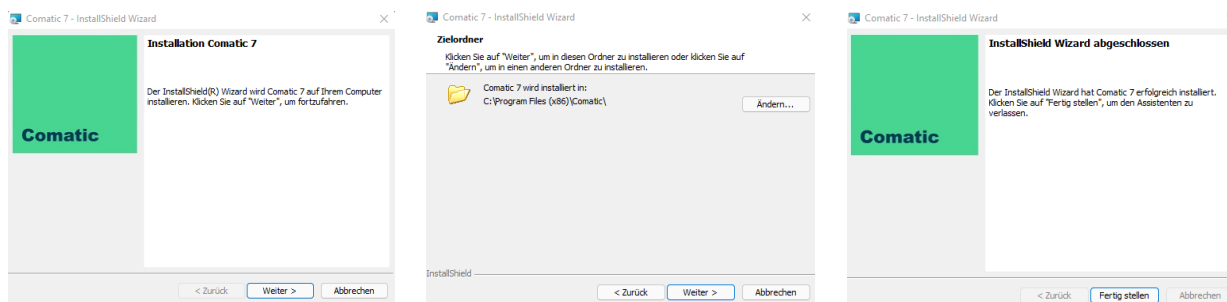 Comatic 7 - InstallShield Wizard
Installation Comatic 7
Der InstallShield(R) Wizard wird Comatic 7 auf Ihrem Computer
installieren. Klicken Sie auf "Weiter", um fortzufahren.
Comatic
< Zurück
Weiter >
Abbrechen
Comatic 7 - InstallShield Wizard
Zielordner
Klicken Sie auf "Weiter", um in diesen Ordner zu installieren oder klicken Sie auf
"Ändern", um in einen anderen Ordner zu installieren.
Comatic 7 wird installiert in:
C:\Program Files (x86)\Comatic\
Ändern...
InstallShield
< Zurück
Weiter >
Abbrechen
Comatic 7 - InstallShield Wizard
InstallShield Wizard abgeschlossen
Der InstallShield Wizard hat Comatic 7 erfolgreich installiert.
Klicken Sie auf "Fertig stellen", um den Assistenten zu
verlassen.
Comatic
< Zurück
Fertig stellen
Abbrechen